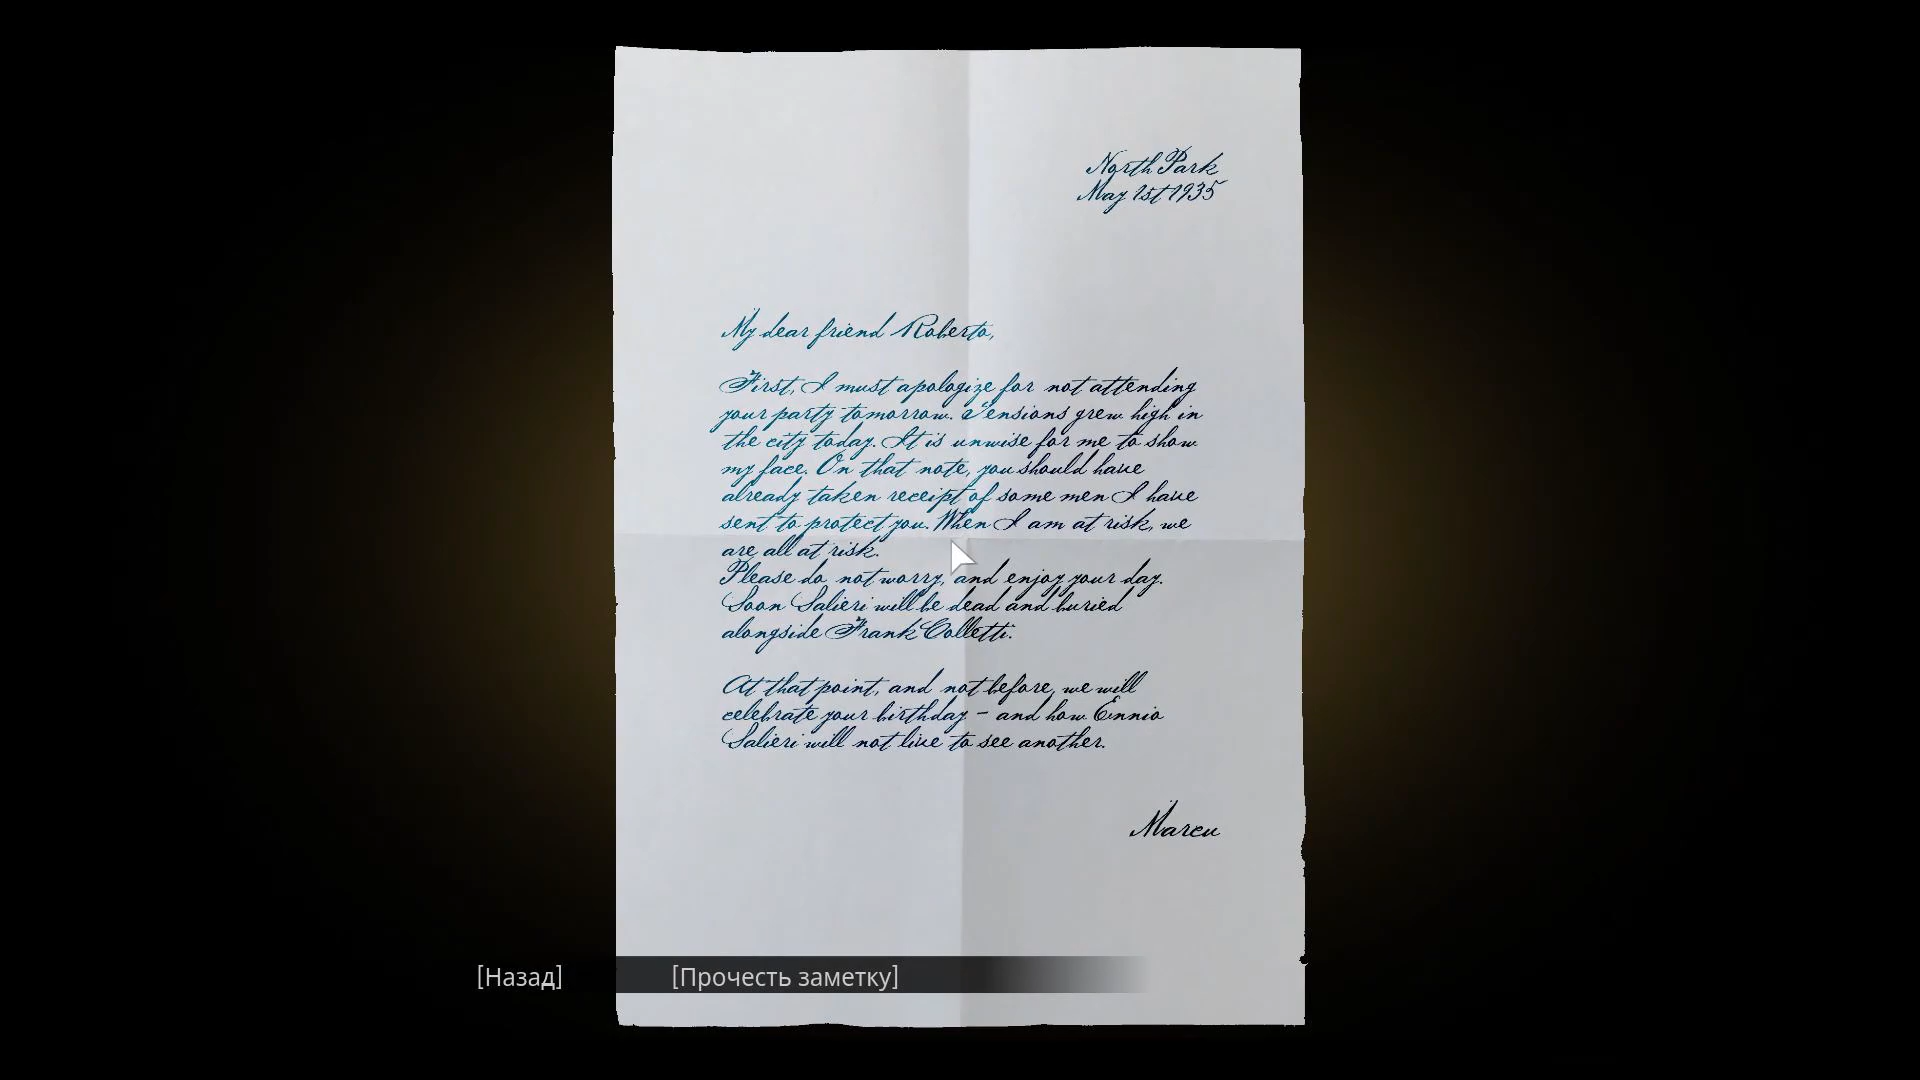 North Park
May 1st 1935
My dear friend Roberto,
First, I must apologize for not attending
your party tomorrow. Tensions grew high in
the city today. It is unwise for me to show
my face. On that note, you should have
already taken receipt of some men I have
sent to protect you. When I am at risk, we
are all at risk.
Please do not worry, and enjoy your day.
Soon Salieri will be dead and buried
alongside Frank Colletti.
At that point, and not before, we will
celebrate your birthday – and how Ennio
Salieri will not live to see another.
Marcu
[Назад] [Прочесть заметку]